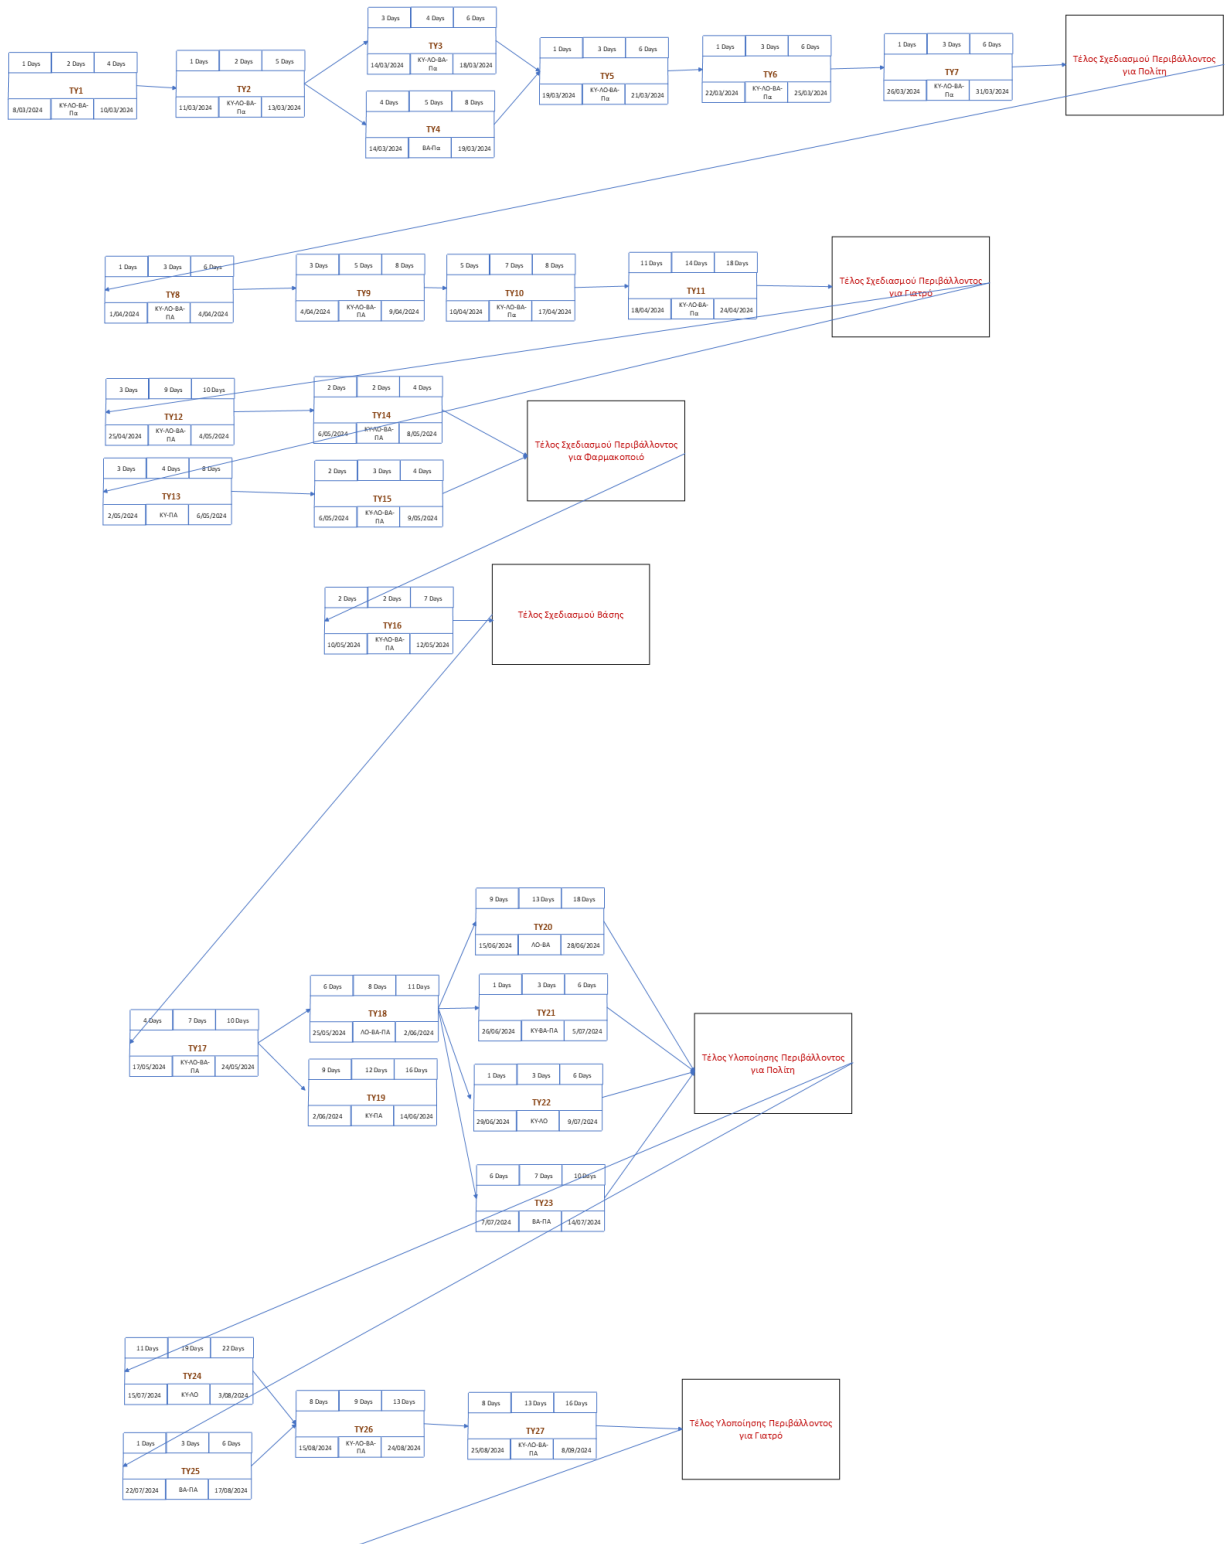 1 Days 2 Days 4 Days
ΤΥ1
8/03/2024 ΚΥ-ΛΟ-ΒΑ-Πα 10/03/2024
1 Days 2 Days 5 Days
ΤΥ2
11/03/2024 ΚΥ-ΛΟ-ΒΑ-Πα 13/03/2024
3 Days 4 Days 6 Days
ΤΥ3
14/03/2024 ΚΥ-ΛΟ-ΒΑ-Πα 18/03/2024
4 Days 5 Days 8 Days
ΤΥ4
14/03/2024 ΒΑ-Πα 19/03/2024
1 Days 3 Days 6 Days
ΤΥ5
19/03/2024 ΚΥ-ΛΟ-ΒΑ-Πα 21/03/2024
1 Days 3 Days 6 Days
ΤΥ6
22/03/2024 ΚΥ-ΛΟ-ΒΑ-Πα 25/03/2024
1 Days 3 Days 6 Days
ΤΥ7
26/03/2024 ΚΥ-ΛΟ-ΒΑ-Πα 31/03/2024
Τέλος Σχεδιασμού Περιβάλλοντος
για Πολίτη
1 Days 3 Days 6 Days
ΤΥ8
1/04/2024 ΚΥ-ΛΟ-ΒΑ-ΠΑ 4/04/2024
3 Days 5 Days 8 Days
ΤΥ9
4/04/2024 ΚΥ-ΛΟ-ΒΑ-ΠΑ 9/04/2024
5 Days 7 Days 8 Days
ΤΥ10
10/04/2024 ΚΥ-ΛΟ-ΒΑ-Πα 17/04/2024
11 Days 14 Days 18 Days
ΤΥ11
18/04/2024 ΚΥ-ΛΟ-ΒΑ-Πα 24/04/2024
Τέλος Σχεδιασμού Περιβάλλοντος
για Γιατρό
3 Days 9 Days 10 Days
ΤΥ12
25/04/2024 ΚΥ-ΛΟ-ΒΑ-ΠΑ 4/05/2024
2 Days 2 Days 4 Days
ΤΥ14
6/05/2024 ΚΥ-ΛΟ-ΒΑ-ΠΑ 8/05/2024
3 Days 4 Days 8 Days
ΤΥ13
2/05/2024 ΚΥ-ΠΑ 6/05/2024
2 Days 3 Days 4 Days
ΤΥ15
6/05/2024 ΚΥ-ΛΟ-ΒΑ-ΠΑ 9/05/2024
Τέλος Σχεδιασμού Περιβάλλοντος
για Φαρμακοποιό
2 Days 2 Days 7 Days
ΤΥ16
10/05/2024 ΚΥ-ΛΟ-ΒΑ-ΠΑ 12/05/2024
Τέλος Σχεδιασμού Βάσης
4 Days 7 Days 10 Days
ΤΥ17
17/05/2024 ΚΥ-ΛΟ-ΒΑ-ΠΑ 24/05/2024
6 Days 8 Days 11 Days
ΤΥ18
25/05/2024 ΛΟ-ΒΑ-ΠΑ 2/06/2024
9 Days 12 Days 16 Days
ΤΥ19
2/06/2024 ΚΥ-ΠΑ 14/06/2024
9 Days 13 Days 18 Days
ΤΥ20
15/06/2024 ΛΟ-ΒΑ 28/06/2024
1 Days 3 Days 6 Days
ΤΥ21
26/06/2024 ΚΥ-ΒΑ-ΠΑ 5/07/2024
1 Days 3 Days 6 Days
ΤΥ22
29/06/2024 ΚΥ-ΛΟ 9/07/2024
6 Days 7 Days 10 Days
ΤΥ23
7/07/2024 ΒΑ-ΠΑ 14/07/2024
Τέλος Υλοποίησης Περιβάλλοντος
για Πολίτη
11 Days 19 Days 22 Days
ΤΥ24
15/07/2024 ΚΥ-ΛΟ 3/08/2024
1 Days 3 Days 6 Days
ΤΥ25
22/07/2024 ΒΑ-ΠΑ 17/08/2024
8 Days 9 Days 13 Days
ΤΥ26
15/08/2024 ΚΥ-ΛΟ-ΒΑ-ΠΑ 24/08/2024
8 Days 13 Days 16 Days
ΤΥ27
25/08/2024 ΚΥ-ΛΟ-ΒΑ-ΠΑ 8/09/2024
Τέλος Υλοποίησης Περιβάλλοντος
για Γιατρό